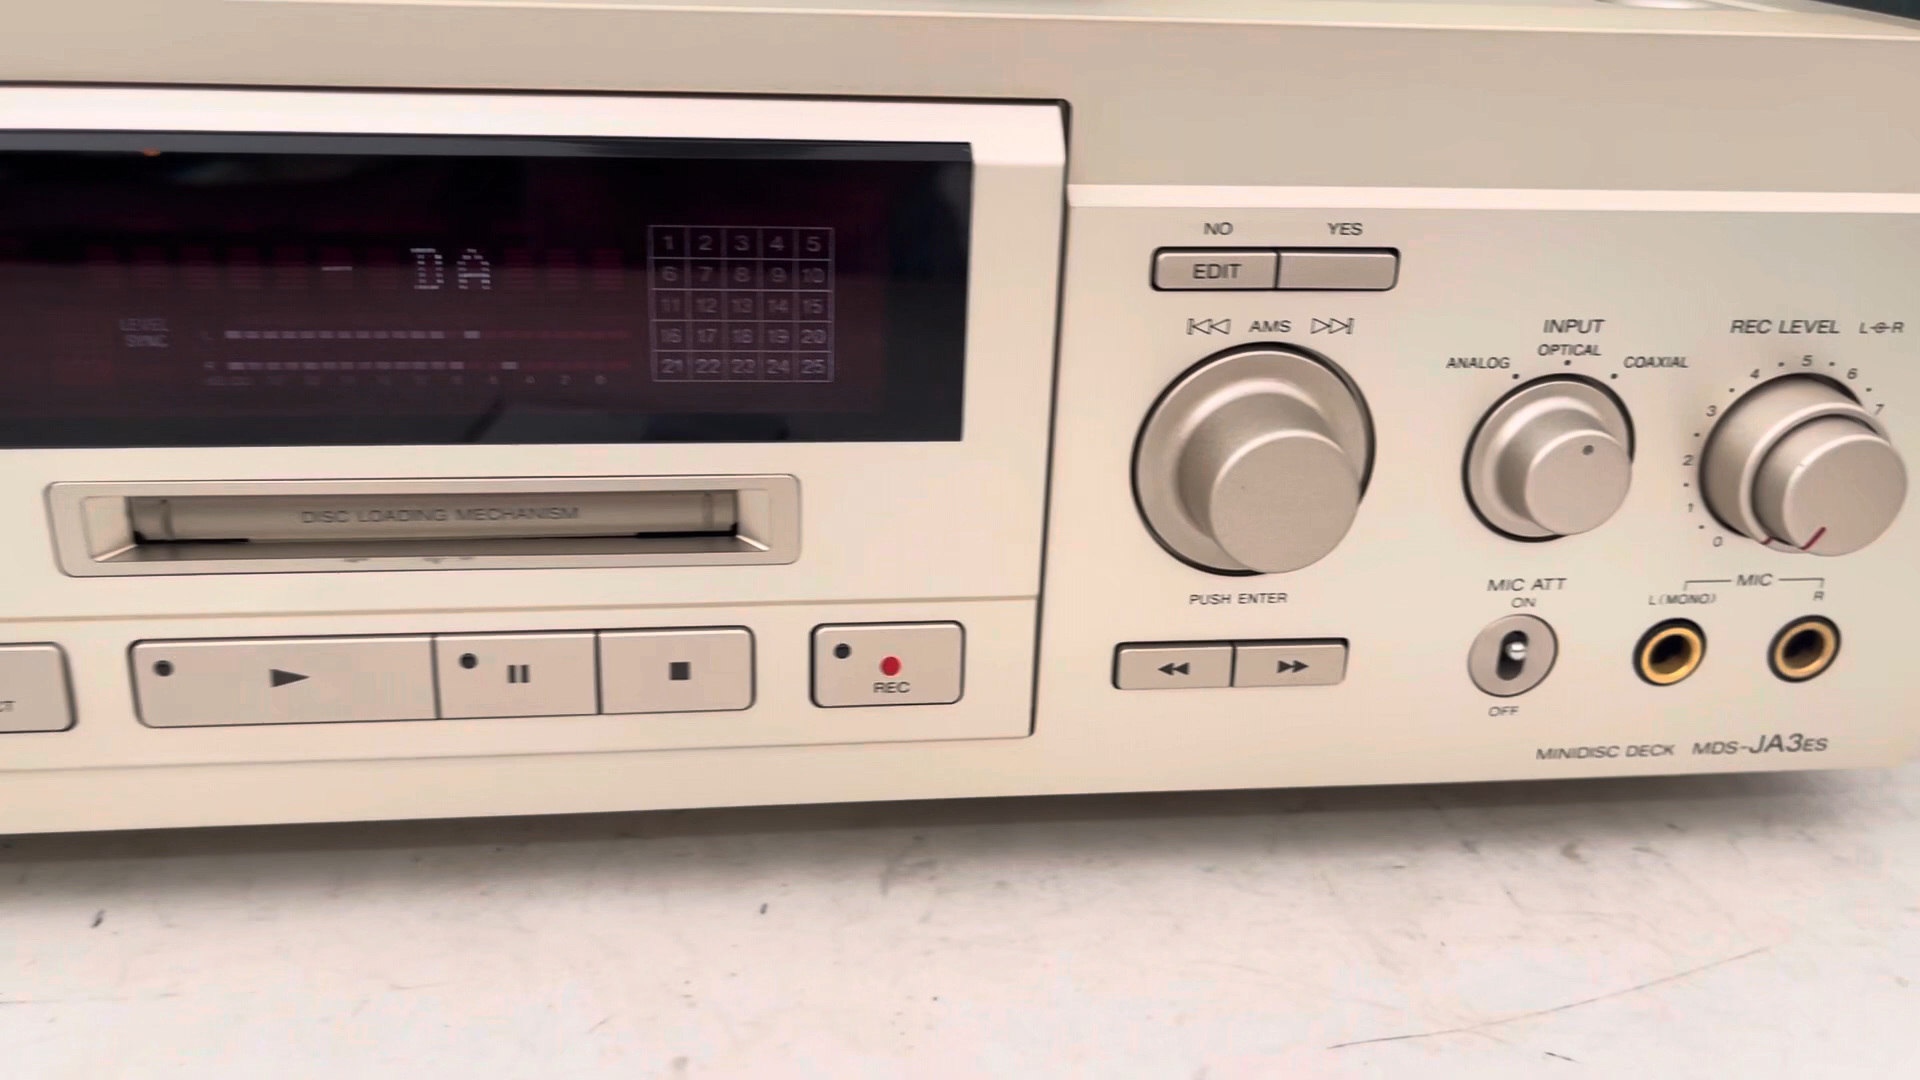 - DA
LEVEL
SYNC
L
1 2 3 4 5
6 7 8 9 10
11 12 13 14 15
16 17 18 19 20
21 22 23 24 25
DISC LOADING MECHANISM
CT
REC
NO YES
EDIT
AMS
PUSH ENTER
INPUT
ANALOG OPTICAL COAXIAL
REC LEVEL L R
0 1 2 3 4 5 6 7
MIC ATT
ON
OFF
MIC
L (MONO) R
MINIDISC DECK MDS-JA3ES